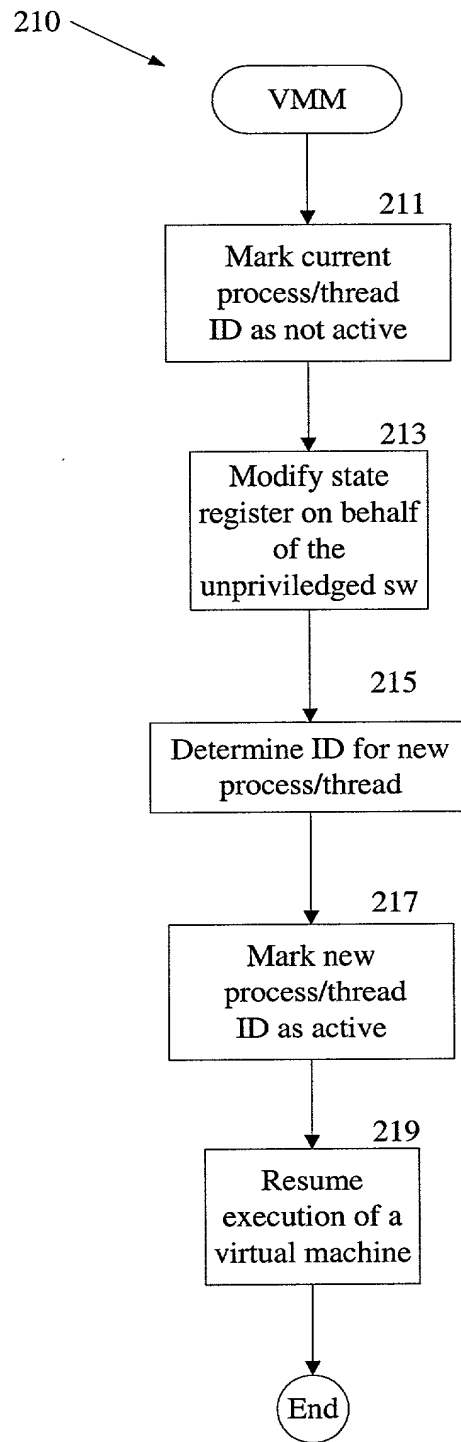 210
VMM
211
Mark current
process/thread
ID as not active
213
Modify state
register on behalf
of the
unpriviledged sw
215
Determine ID for new
process/thread
217
Mark new
process/thread
ID as active
219
Resume
execution of a
virtual machine
End